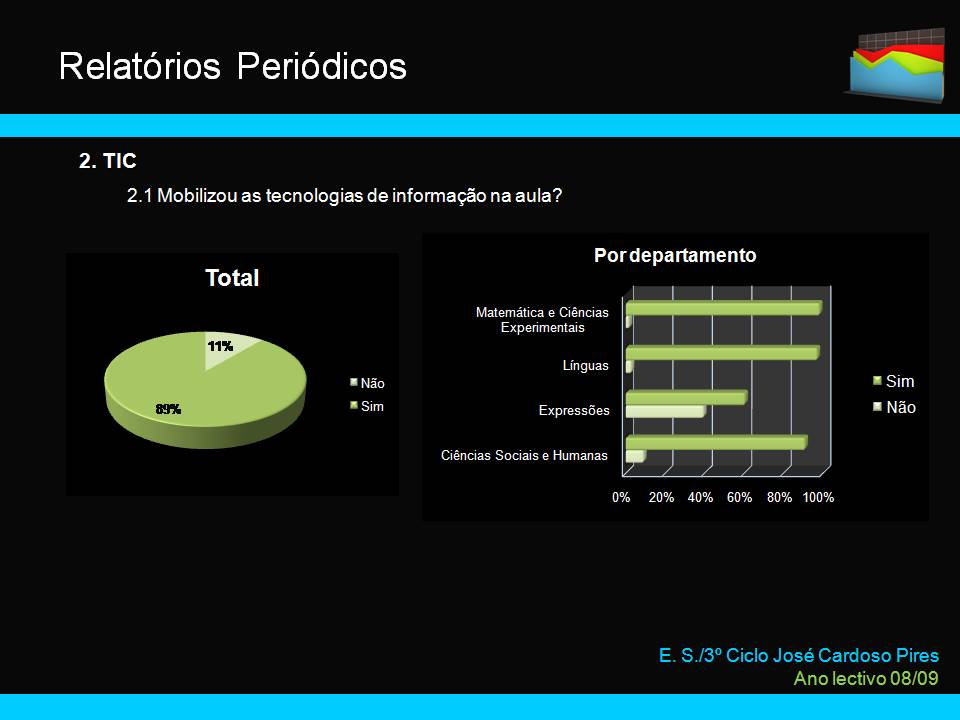 Relatórios Periódicos
2. TIC
2.1 Mobilizou as tecnologias de informação na aula?
Total
11%
89%
Não
Sim
Por departamento
Matemática e Ciências
Experimentais
Línguas
Expressões
Ciências Sociais e Humanas
0% 20% 40% 60% 80% 100%
Sim
Não
E. S./3º Ciclo José Cardoso Pires
Ano lectivo 08/09